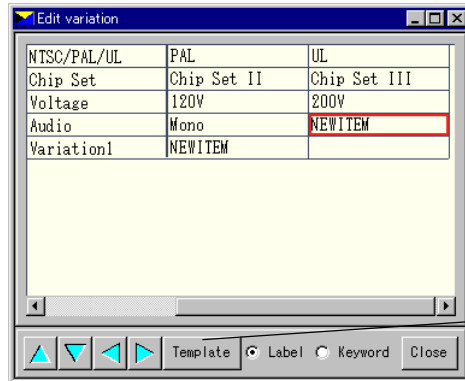 Edit variation
NTSC/PAL/UL PAL UL
Chip Set Chip Set II Chip Set III
Voltage 120V 200V
Audio Mono NEWITEM
Variation1 NEWITEM
Template Label Keyword Close